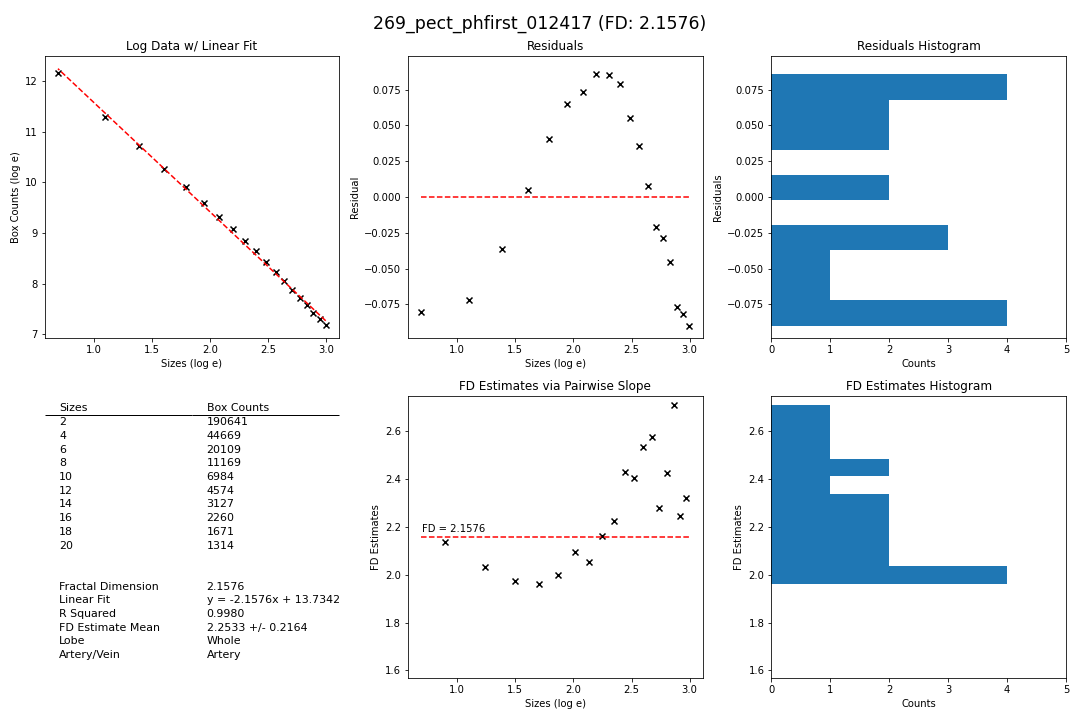 269_pect_phfirst_012417 (FD: 2.1576)
Log Data w/ Linear Fit
12
11
10
9
8
7
1.0 1.5 2.0 2.5 3.0
Box Counts (log e)
Sizes (log e)
Residuals
0.075
0.050
0.025
0.000
−0.025
−0.050
−0.075
1.0 1.5 2.0 2.5 3.0
Residual
Sizes (log e)
Residuals Histogram
0.075
0.050
0.025
0.000
−0.025
−0.050
−0.075
0 1 2 3 4 5
Residuals
Counts
Sizes Box Counts
2 190641
4 44669
6 20109
8 11169
10 6984
12 4574
14 3127
16 2260
18 1671
20 1314
Fractal Dimension 2.1576
Linear Fit y = -2.1576x + 13.7342
R Squared 0.9980
FD Estimate Mean 2.2533 +/- 0.2164
Lobe Whole
Artery/Vein Artery
FD Estimates via Pairwise Slope
2.6
2.4
2.2
2.0
1.8
1.6
FD = 2.1576
1.0 1.5 2.0 2.5 3.0
FD Estimates
Sizes (log e)
FD Estimates Histogram
2.6
2.4
2.2
2.0
1.8
1.6
0 1 2 3 4 5
FD Estimates
Counts